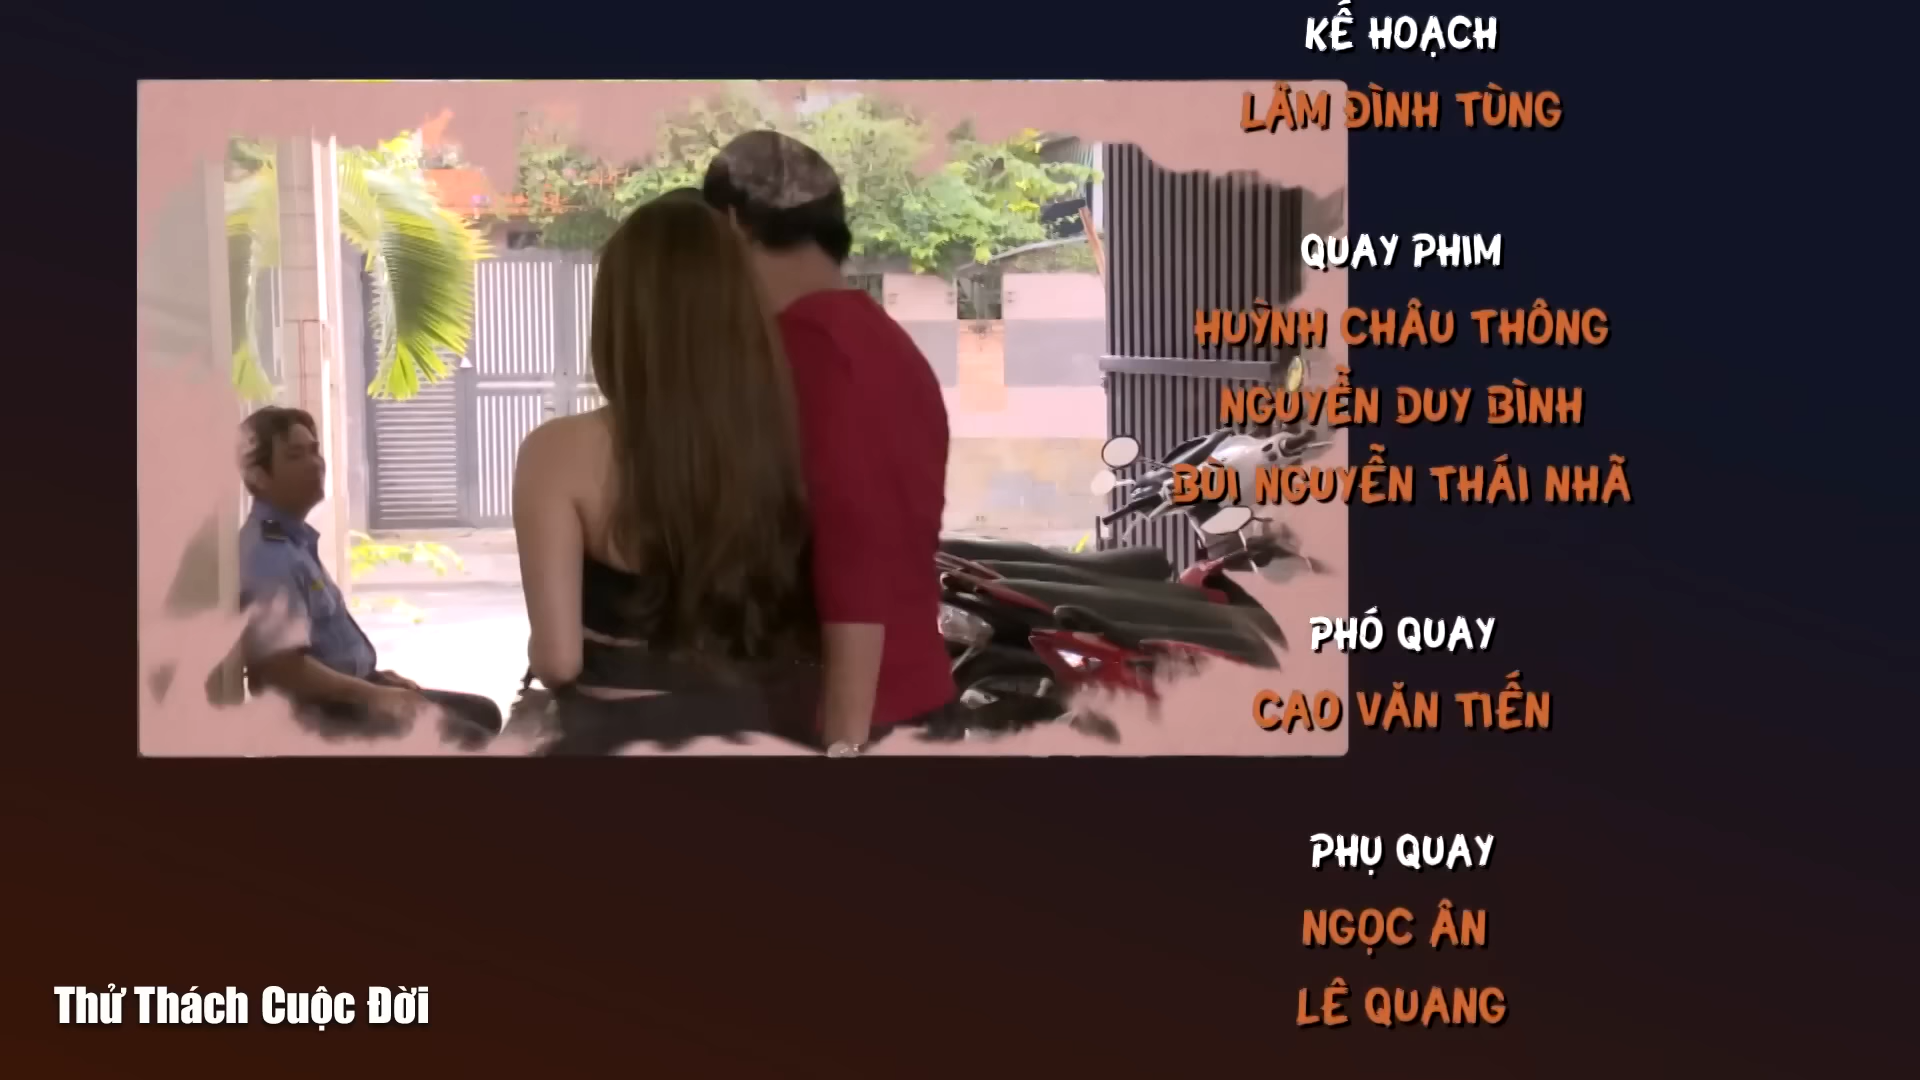 KẾ HOẠCH
LÂM ĐÌNH TÙNG
QUAY PHIM
HUỲNH CHÂU THÔNG
NGUYỄN DUY BÌNH
BÙI NGUYỄN THÁI NHÃ
PHÓ QUAY
CAO VĂN TIẾN
PHỤ QUAY
NGỌC ÂN
LÊ QUANG
Thử Thách Cuộc Đời